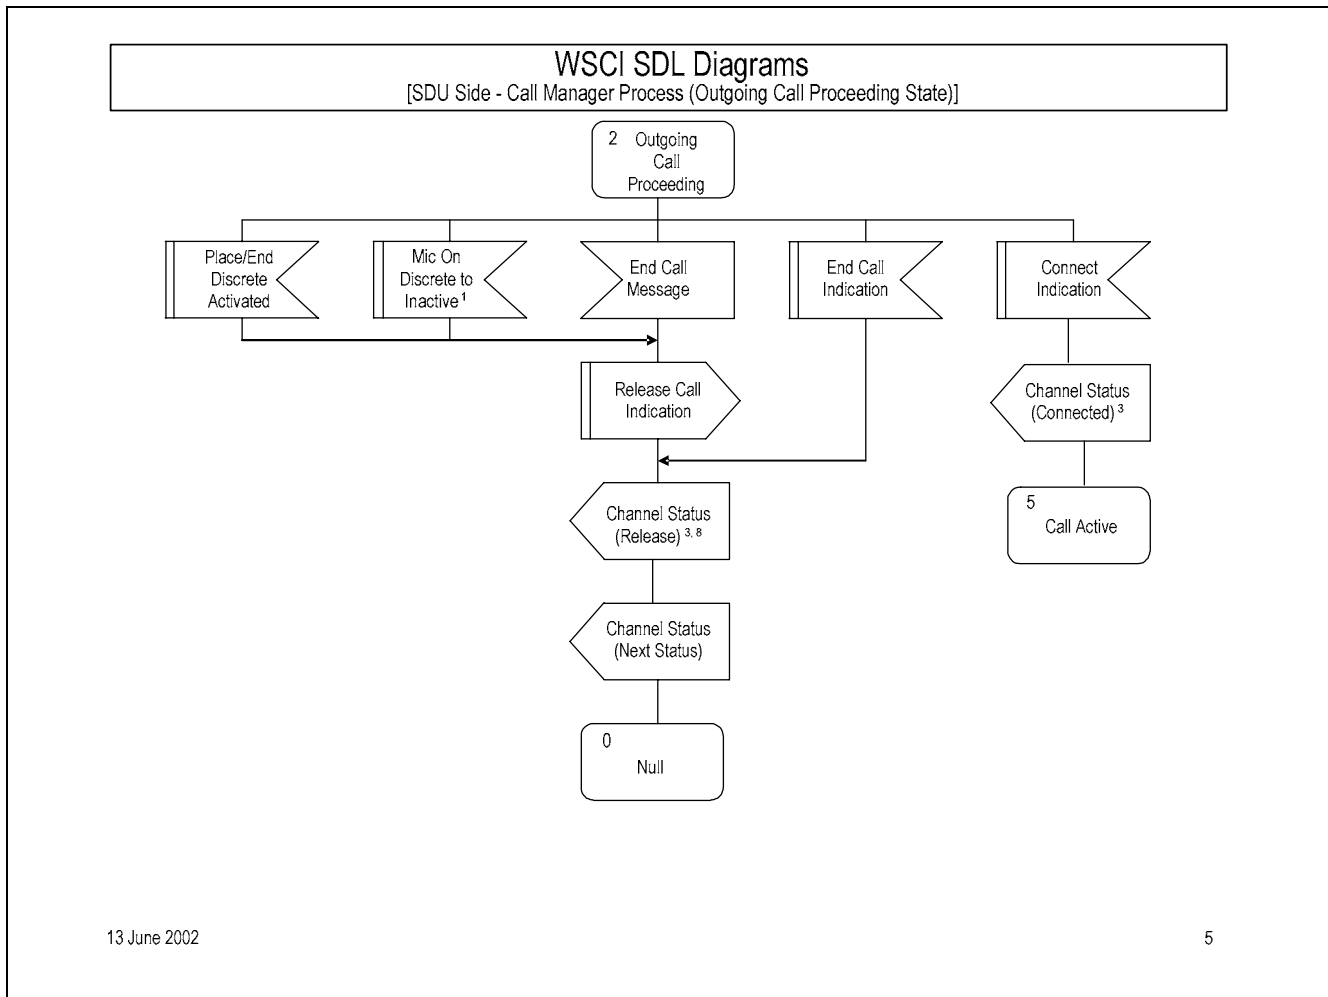 WSCI SDL Diagrams
[SDU Side - Call Manager Process (Outgoing Call Proceeding State)]
2 Outgoing
Call
Proceeding
Place/End
Discrete
Activated
Mic On
Discrete to
Inactive 1
End Call
Message
End Call
Indication
Connect
Indication
Release Call
Indication
Channel Status
(Connected) 3
Channel Status
(Release) 3, 8
5
Call Active
Channel Status
(Next Status)
0
Null
13 June 2002
5